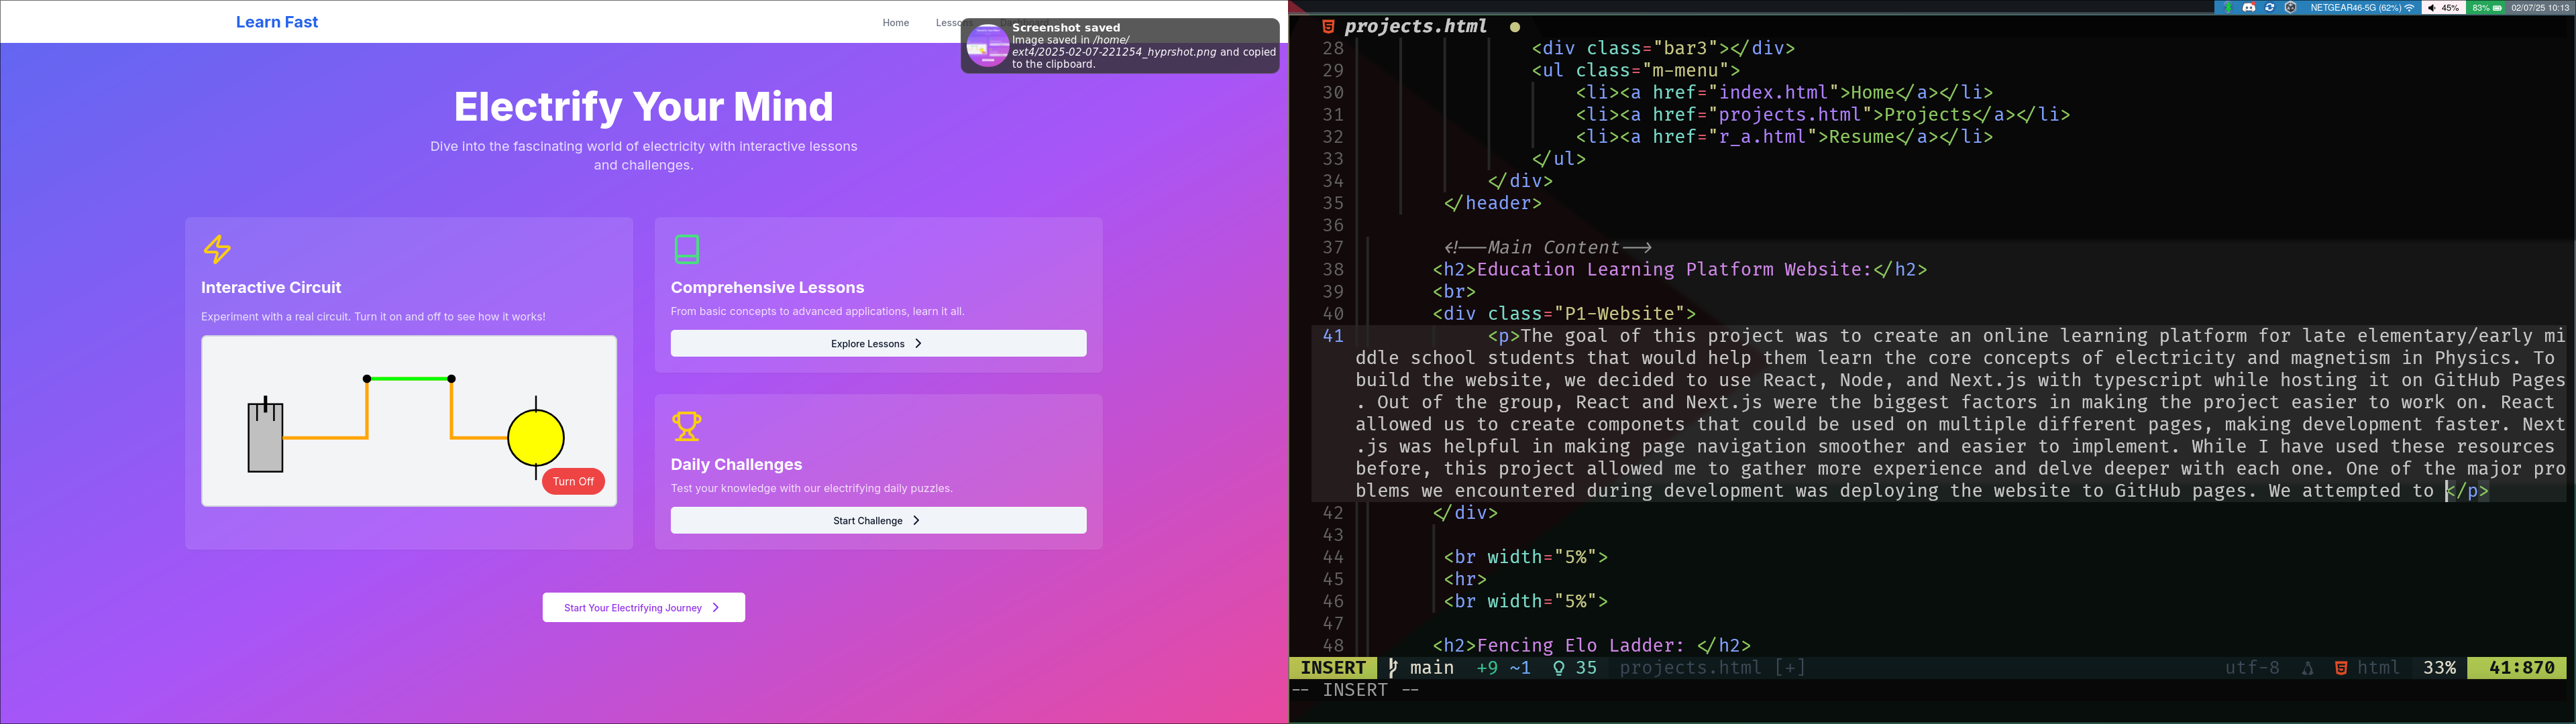 Learn Fast
Home
Lessons
Screenshot saved
Image saved in /home/
ext4/2025-02-07-221254_hyprshot.png and copied
to the clipboard.
Electrify Your Mind
Dive into the fascinating world of electricity with interactive lessons
and challenges.
Interactive Circuit
Experiment with a real circuit. Turn it on and off to see how it works!
Turn Off
Comprehensive Lessons
From basic concepts to advanced applications, learn it all.
Explore Lessons
Daily Challenges
Test your knowledge with our electrifying daily puzzles.
Start Challenge
Start Your Electrifying Journey
NETGEAR46-5G (62%) 45% 83% 02/07/25 10:13
projects.html
28 <div class="bar3"></div>
29 <ul class="m-menu">
30 <li><a href="index.html">Home</a></li>
31 <li><a href="projects.html">Projects</a></li>
32 <li><a href="r_a.html">Resume</a></li>
33 </ul>
34 </div>
35 </header>
36
37 <!--Main Content-->
38 <h2>Education Learning Platform Website:</h2>
39 <br>
40 <div class="P1-Website">
41 <p>The goal of this project was to create an online learning platform for late elementary/early mi
ddle school students that would help them learn the core concepts of electricity and magnetism in Physics. To
build the website, we decided to use React, Node, and Next.js with typescript while hosting it on GitHub Pages
. Out of the group, React and Next.js were the biggest factors in making the project easier to work on. React
allowed us to create componets that could be used on multiple different pages, making development faster. Next
.js was helpful in making page navigation smoother and easier to implement. While I have used these resources
before, this project allowed me to gather more experience and delve deeper with each one. One of the major pro
blems we encountered during development was deploying the website to GitHub pages. We attempted to </p>
42 </div>
43
44 <br width="5%">
45 <hr>
46 <br width="5%">
47
48 <h2>Fencing Elo Ladder: </h2>
INSERT main +9 ~1 35 projects.html [+] utf-8 html 33% 41:870
-- INSERT --